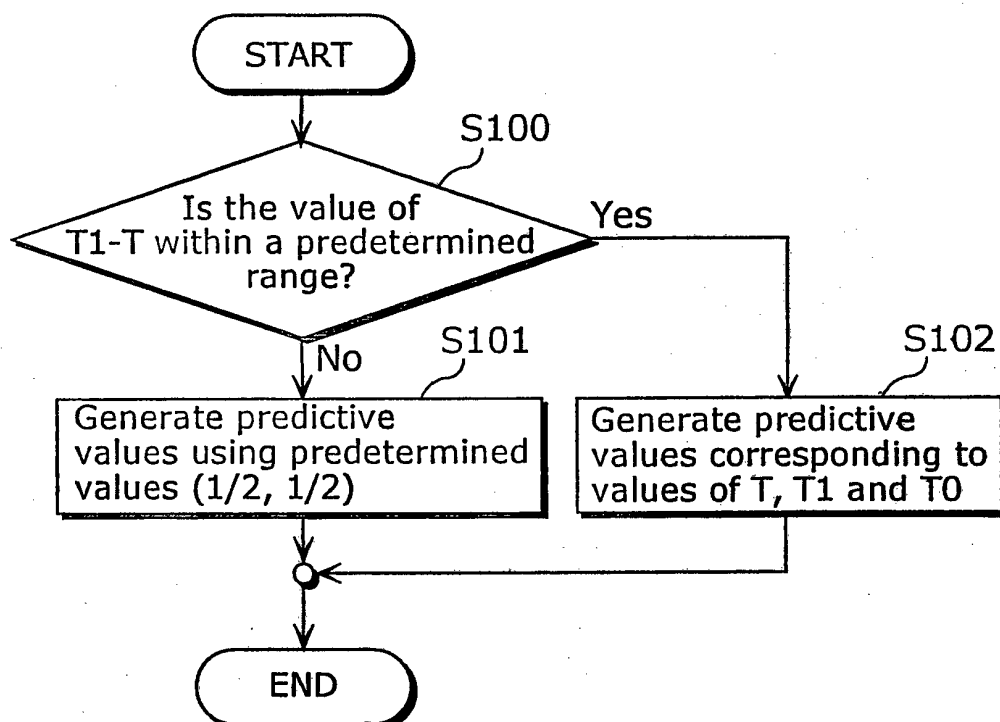 START
S100
Is the value of
T1-T within a predetermined
range?
Yes
No
S101
Generate predictive
values using predetermined
values (1/2, 1/2)
S102
Generate predictive
values corresponding to
values of T, T1 and T0
END